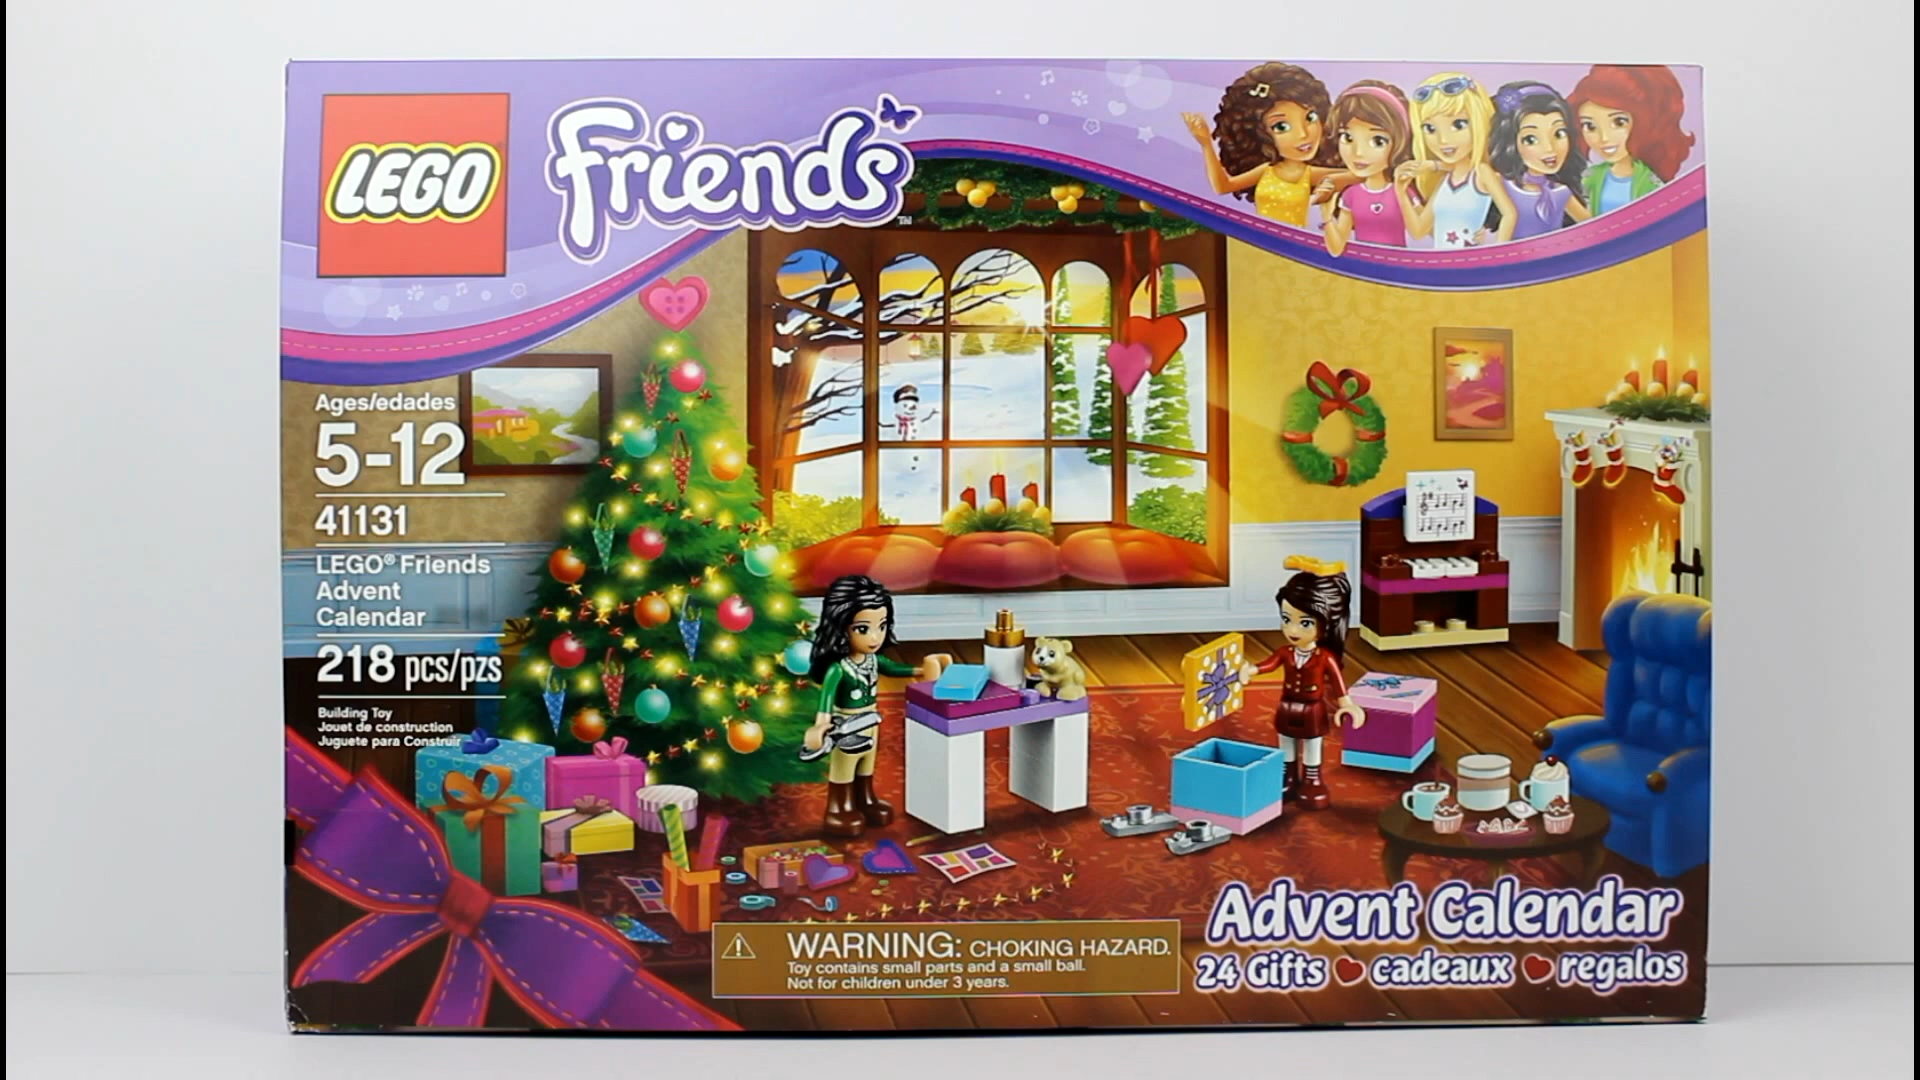 LEGO
Friends™
Ages/edades
5-12
41131
LEGO® Friends
Advent
Calendar
218 pcs/pzs
Building Toy
Jouet de construction
Juguete para Construir
WARNING: CHOKING HAZARD.
Toy contains small parts and a small ball.
Not for children under 3 years.
Advent Calendar
24 Gifts cadeaux regalos